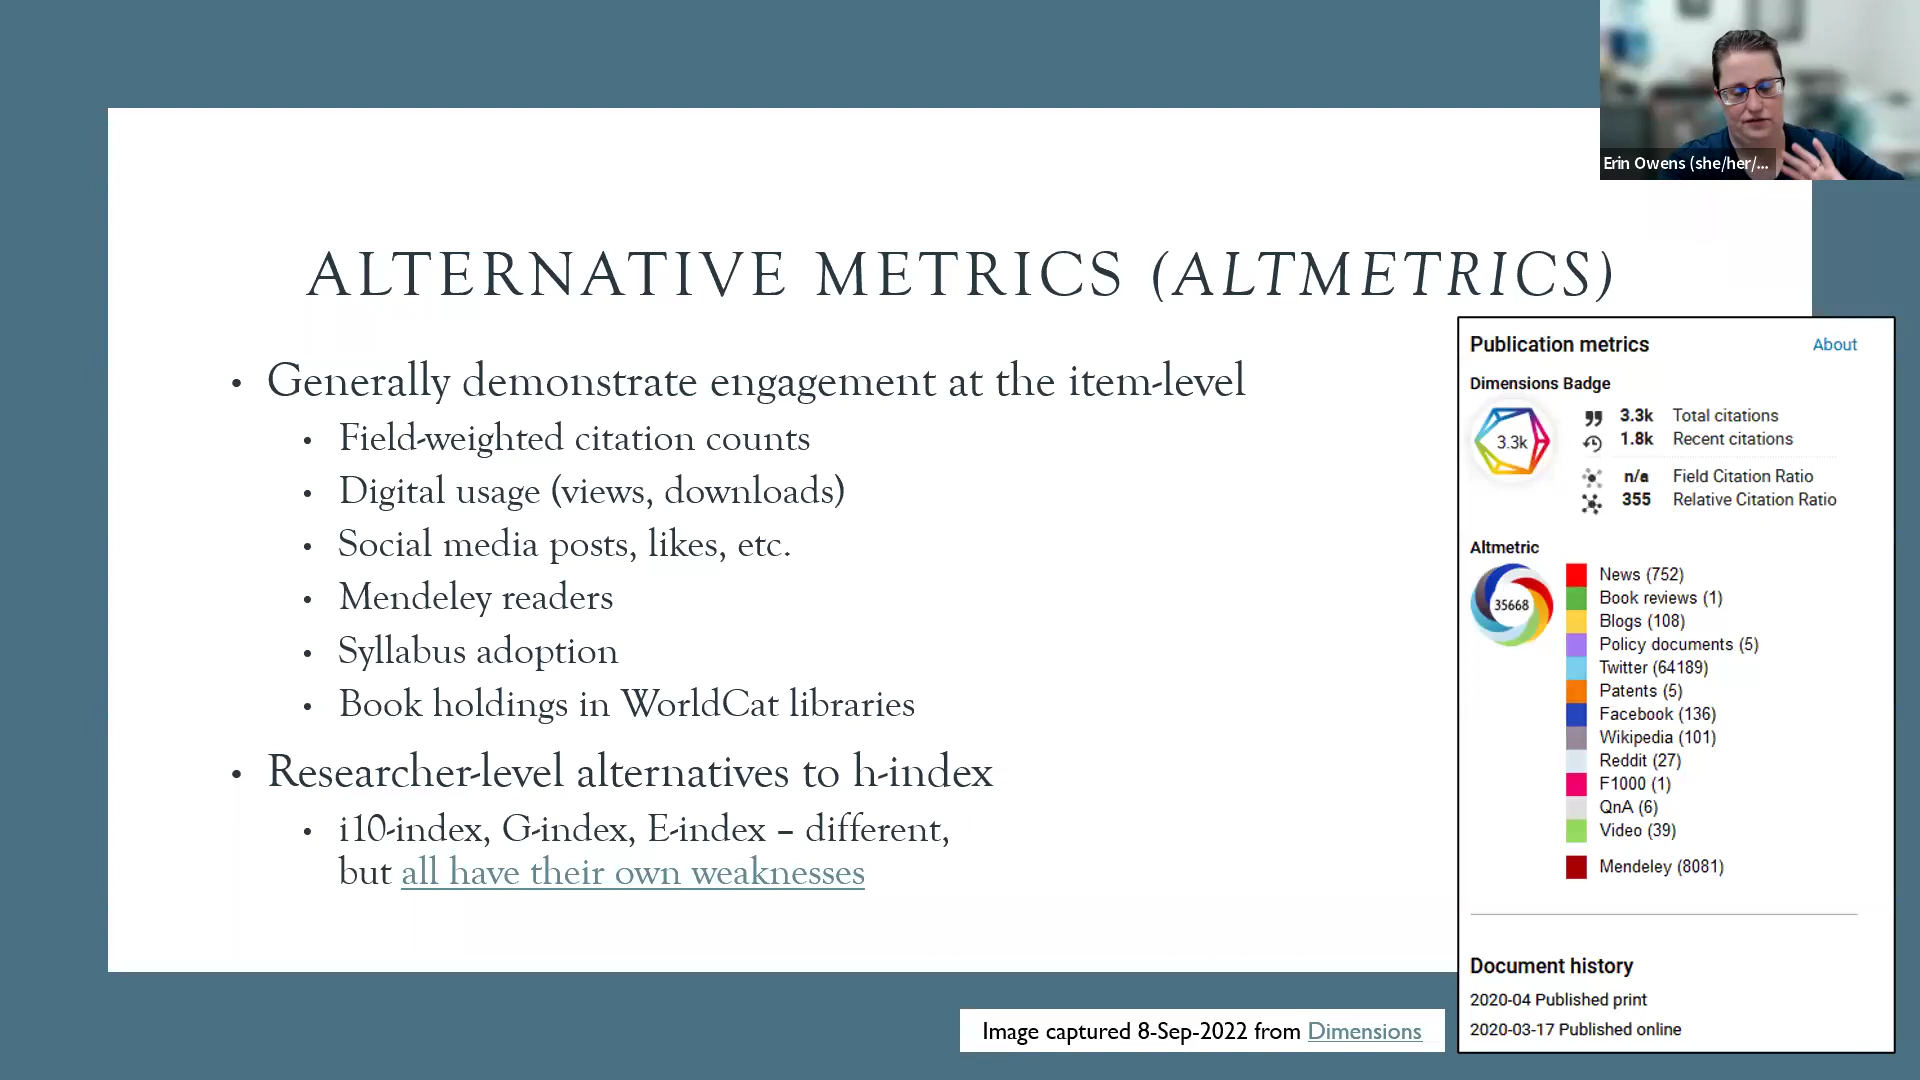 Erin Owens (she/her/...
ALTERNATIVE METRICS (ALTMETRICS)
• Generally demonstrate engagement at the item-level
• Field-weighted citation counts
• Digital usage (views, downloads)
• Social media posts, likes, etc.
• Mendeley readers
• Syllabus adoption
• Book holdings in WorldCat libraries
• Researcher-level alternatives to h-index
• i10-index, G-index, E-index – different,
but all have their own weaknesses
Publication metrics About
Dimensions Badge
3.3k
3.3k Total citations
1.8k Recent citations
n/a Field Citation Ratio
355 Relative Citation Ratio
Altmetric
35668
News (752)
Book reviews (1)
Blogs (108)
Policy documents (5)
Twitter (64189)
Patents (5)
Facebook (136)
Wikipedia (101)
Reddit (27)
F1000 (1)
QnA (6)
Video (39)
Mendeley (8081)
Document history
2020-04 Published print
2020-03-17 Published online
Image captured 8-Sep-2022 from Dimensions